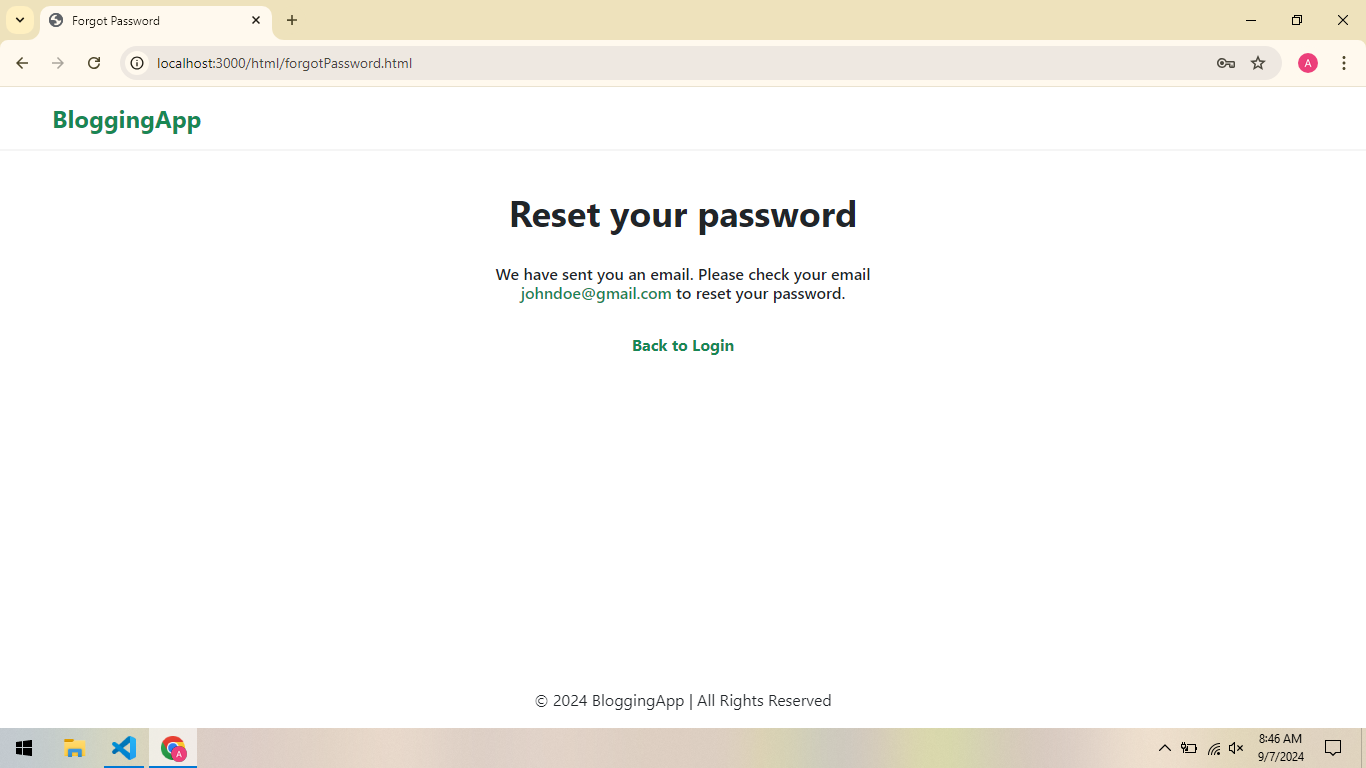 Forgot Password
localhost:3000/html/forgotPassword.html
A
BloggingApp
Reset your password
We have sent you an email. Please check your email
johndoe@gmail.com to reset your password.
Back to Login
© 2024 BloggingApp | All Rights Reserved
A
8:46 AM
9/7/2024